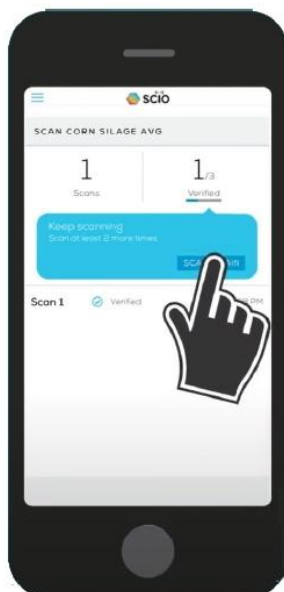 SCiO
SCAN CORN SILAGE AVG
1 1/3
Scans Verified
Keep scanning
Scan at least 2 more times
Scan 1 Verified PM